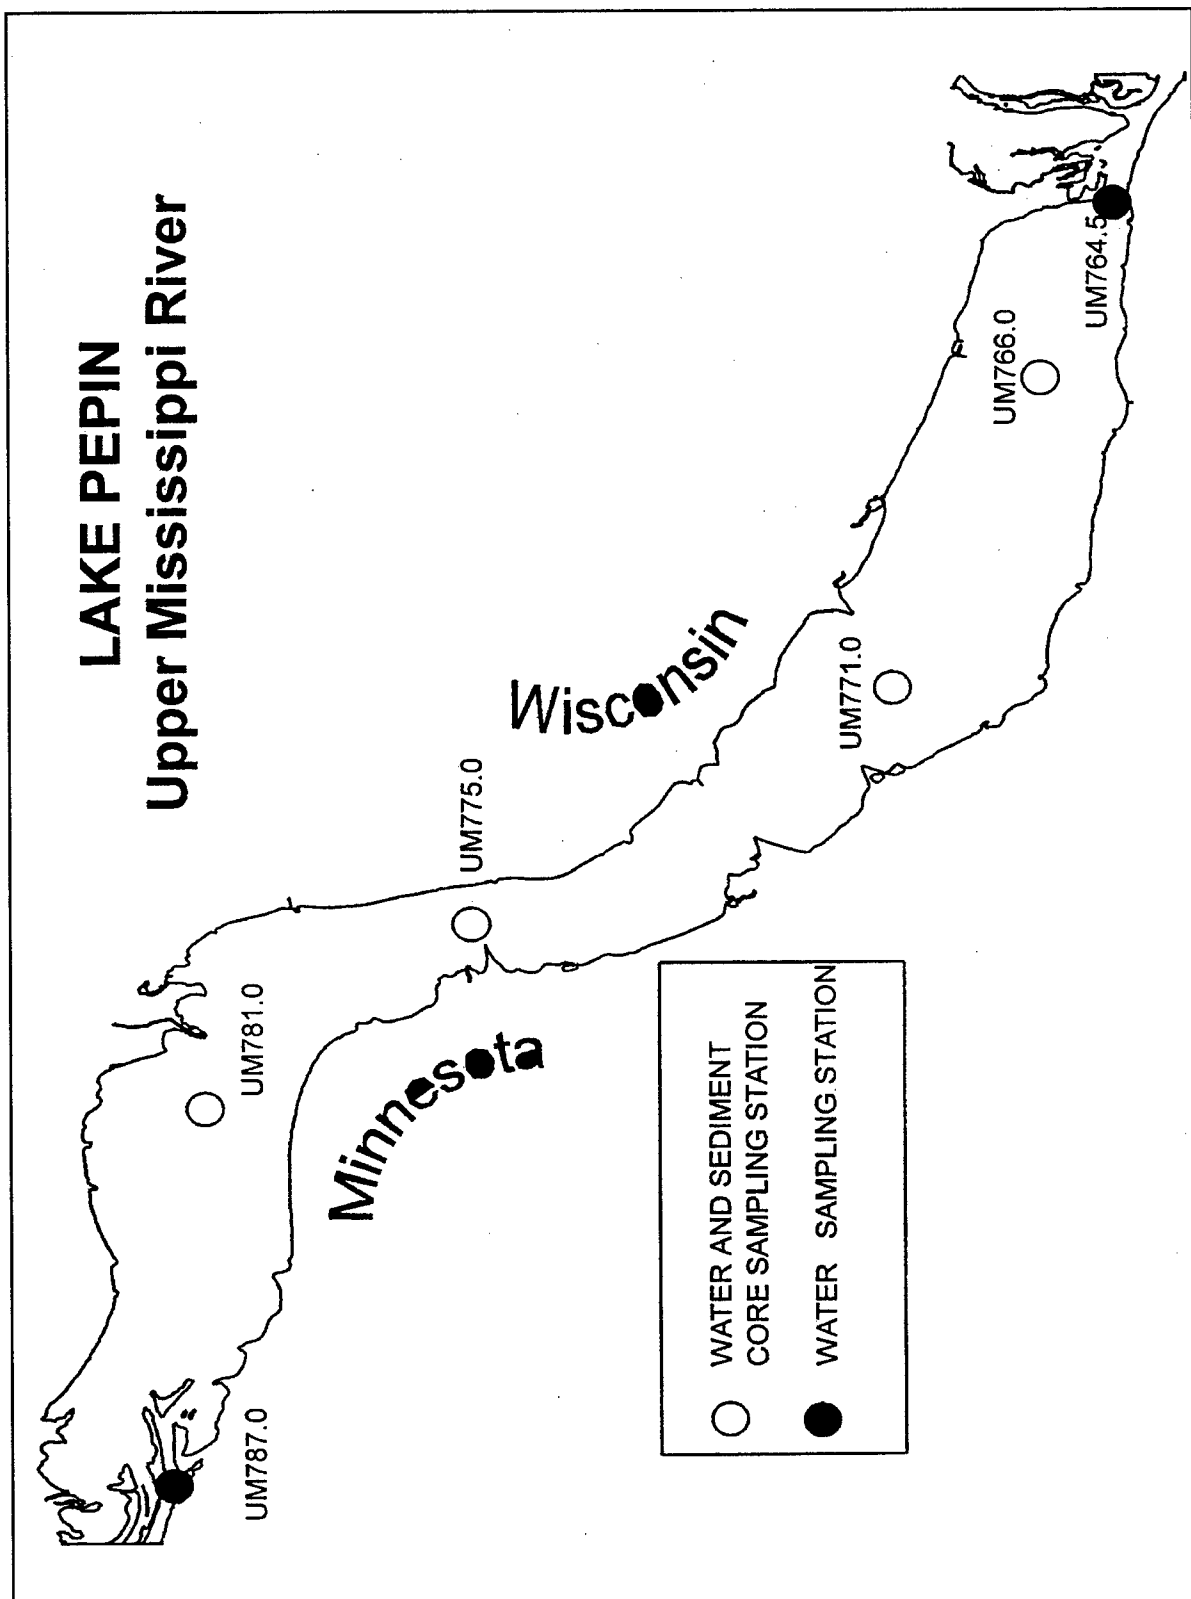 LAKE PEPIN
Upper Mississippi River
UM787.0
UM781.0
UM775.0
UM771.0
UM766.0
UM764.5
Wisconsin
Minnesota
WATER AND SEDIMENT
CORE SAMPLING STATION
WATER SAMPLING STATION